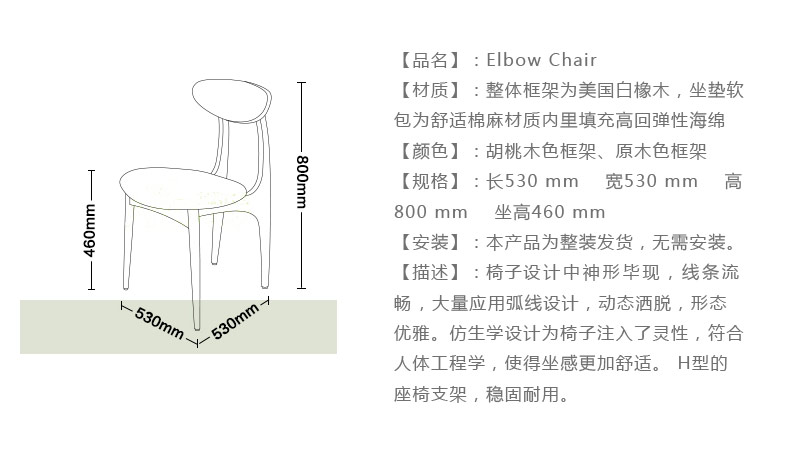 460mm
800mm
530mm
530mm
【品名】：Elbow Chair
【材质】：整体框架为美国白橡木，坐垫软
包为舒适棉麻材质内里填充高回弹性海绵
【颜色】：胡桃木色框架、原木色框架
【规格】：长530 mm 宽530 mm 高
800 mm 坐高460 mm
【安装】：本产品为整装发货，无需安装。
【描述】：椅子设计中神形毕现，线条流
畅，大量应用弧线设计，动态洒脱，形态
优雅。仿生学设计为椅子注入了灵性，符合
人体工程学，使得坐感更加舒适。 H型的
座椅支架，稳固耐用。